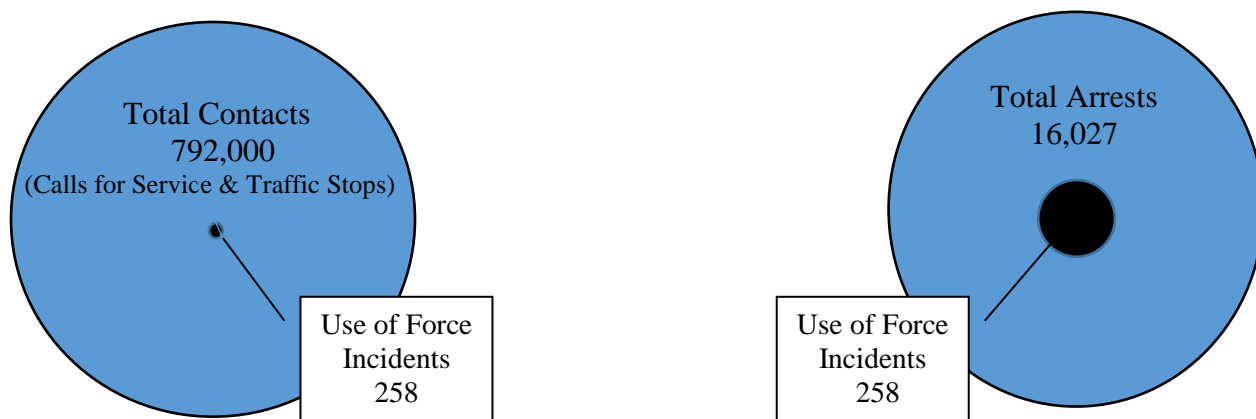 Total Contacts
792,000
(Calls for Service & Traffic Stops)
Use of Force
Incidents
258
Total Arrests
16,027
Use of Force
Incidents
258